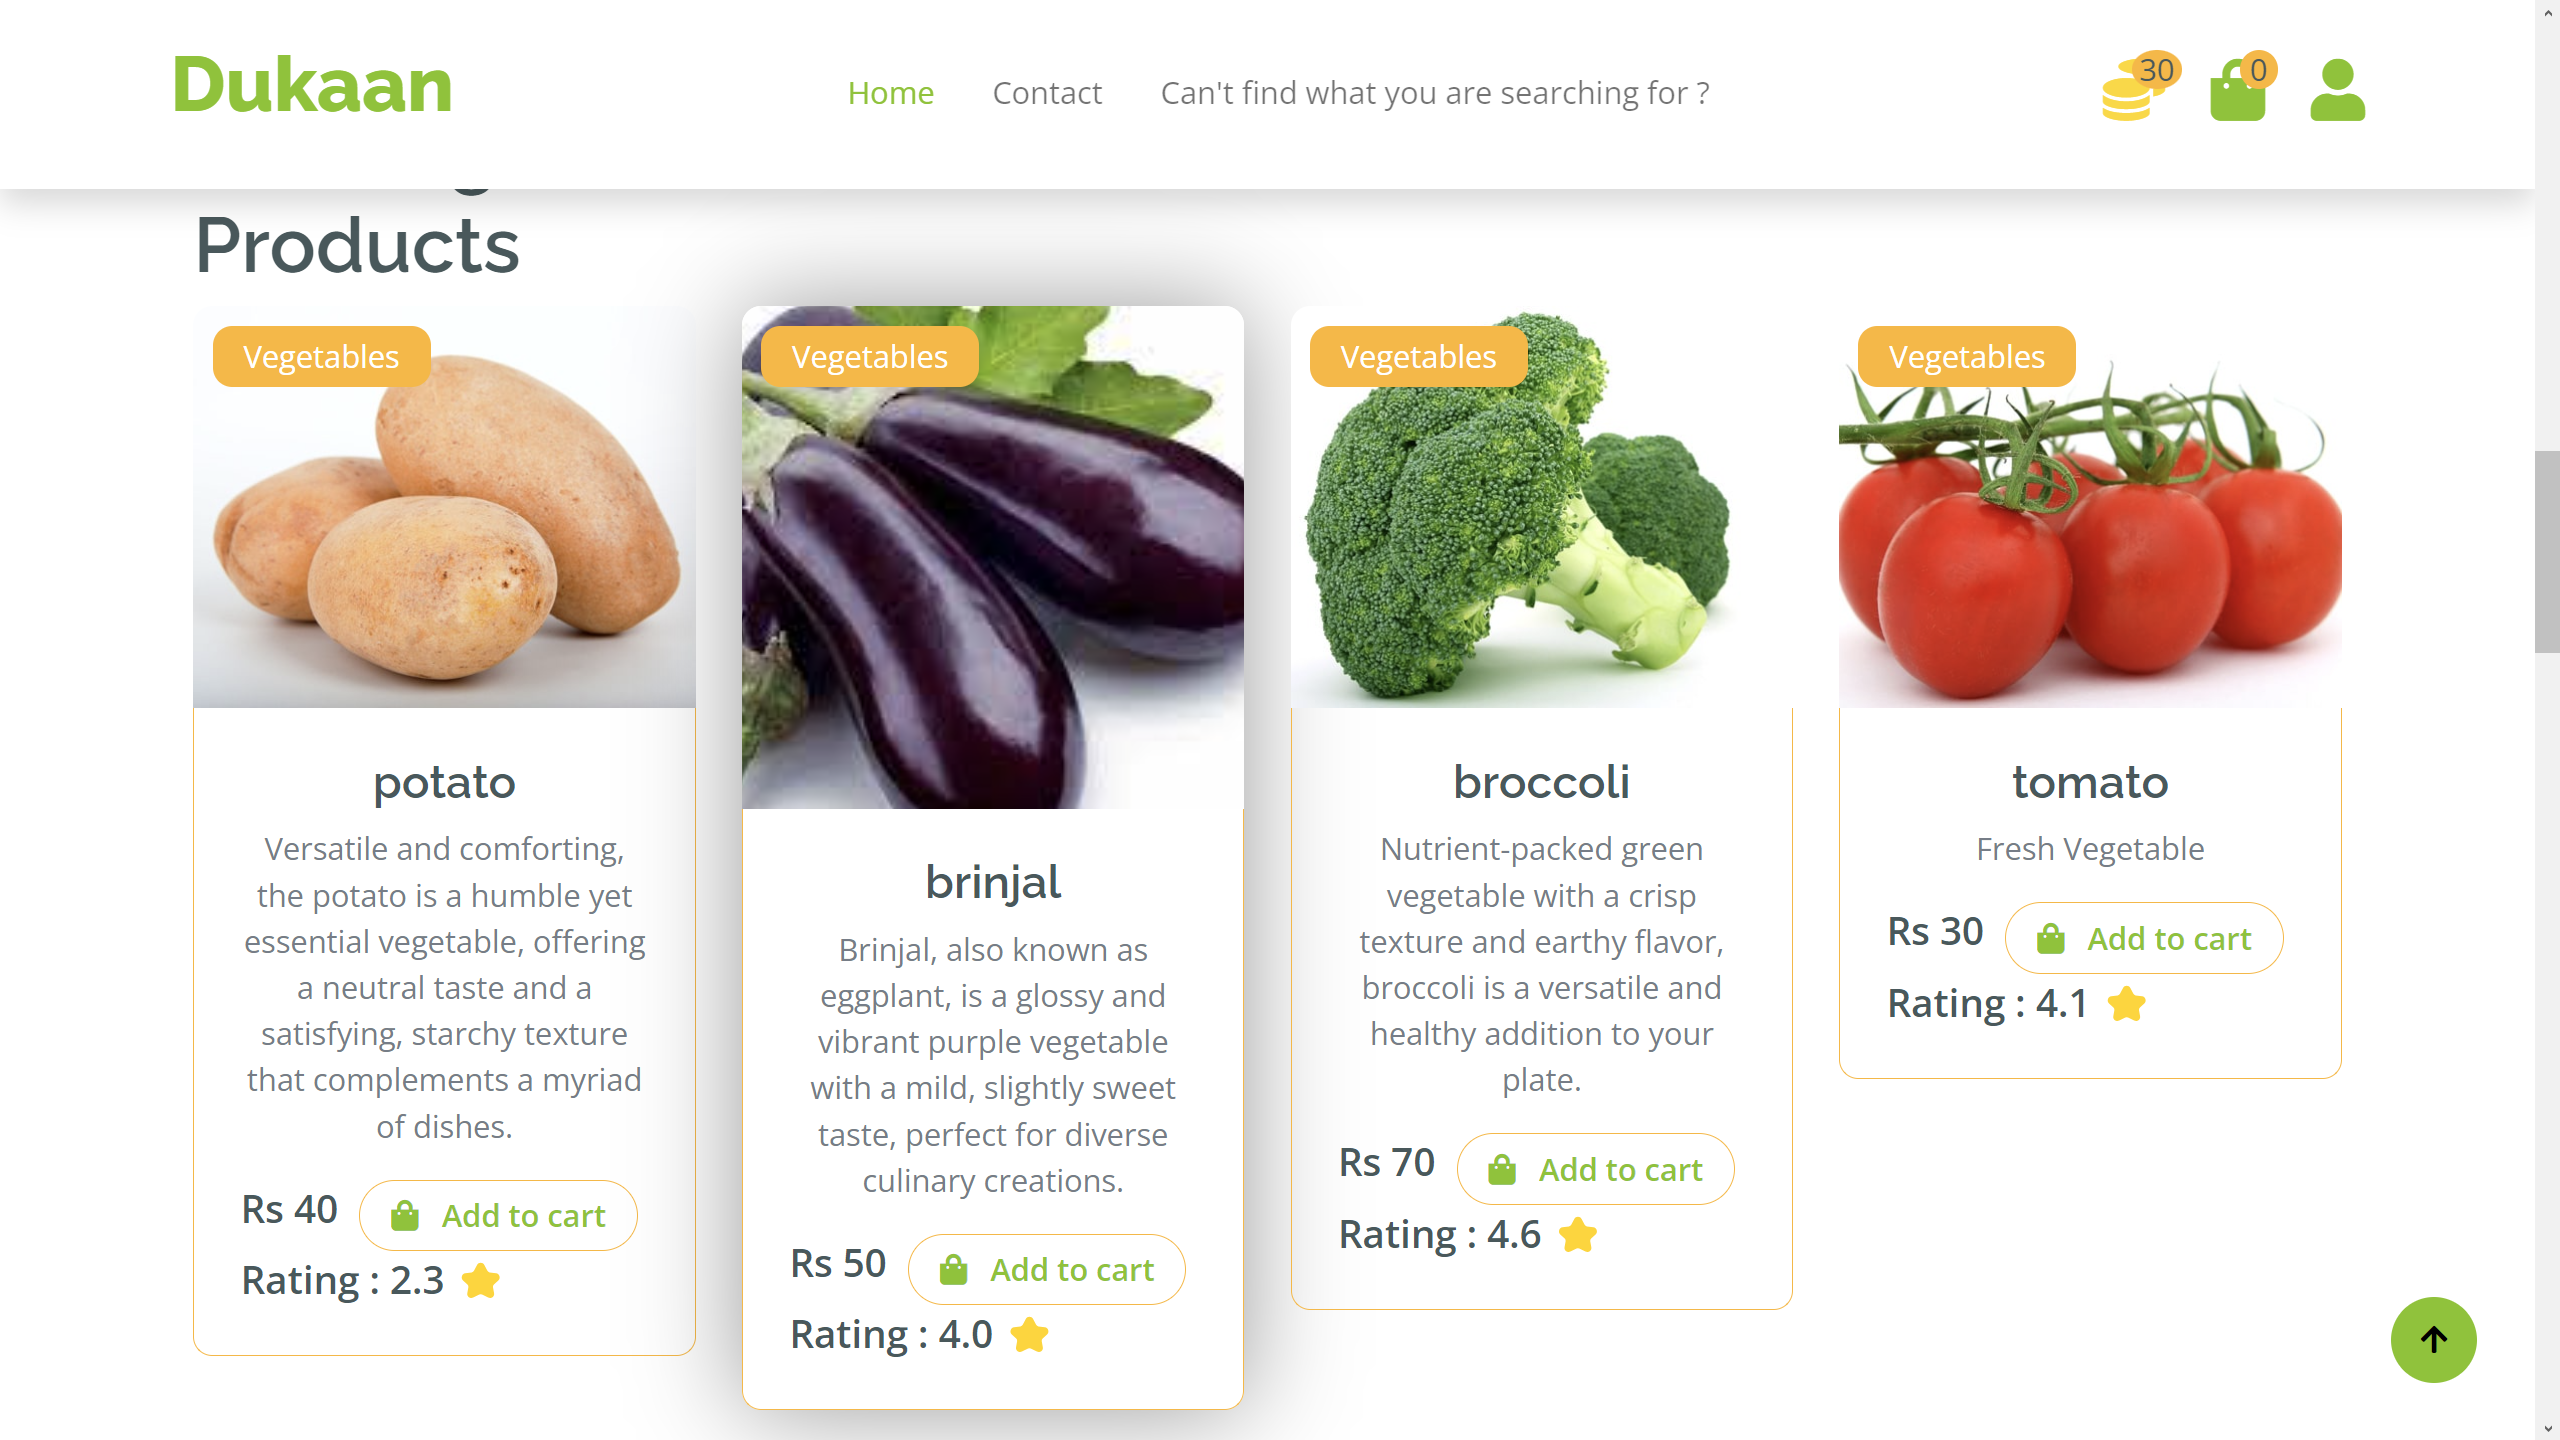 Dukaan
Home
Contact
Can't find what you are searching for ?
30
0
Products
Vegetables
potato
Versatile and comforting,
the potato is a humble yet
essential vegetable, offering
a neutral taste and a
satisfying, starchy texture
that complements a myriad
of dishes.
Rs 40
Add to cart
Rating : 2.3
Vegetables
brinjal
Brinjal, also known as
eggplant, is a glossy and
vibrant purple vegetable
with a mild, slightly sweet
taste, perfect for diverse
culinary creations.
Rs 50
Add to cart
Rating : 4.0
Vegetables
broccoli
Nutrient-packed green
vegetable with a crisp
texture and earthy flavor,
broccoli is a versatile and
healthy addition to your
plate.
Rs 70
Add to cart
Rating : 4.6
Vegetables
tomato
Fresh Vegetable
Rs 30
Add to cart
Rating : 4.1